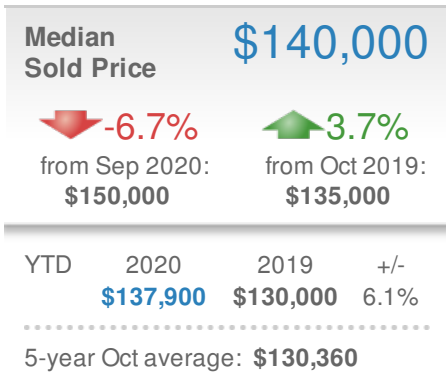 Median $140,000
Sold Price
-6.7% 3.7%
from Sep 2020: from Oct 2019:
$150,000 $135,000
YTD 2020 2019 +/-
$137,900 $130,000 6.1%
5-year Oct average: $130,360